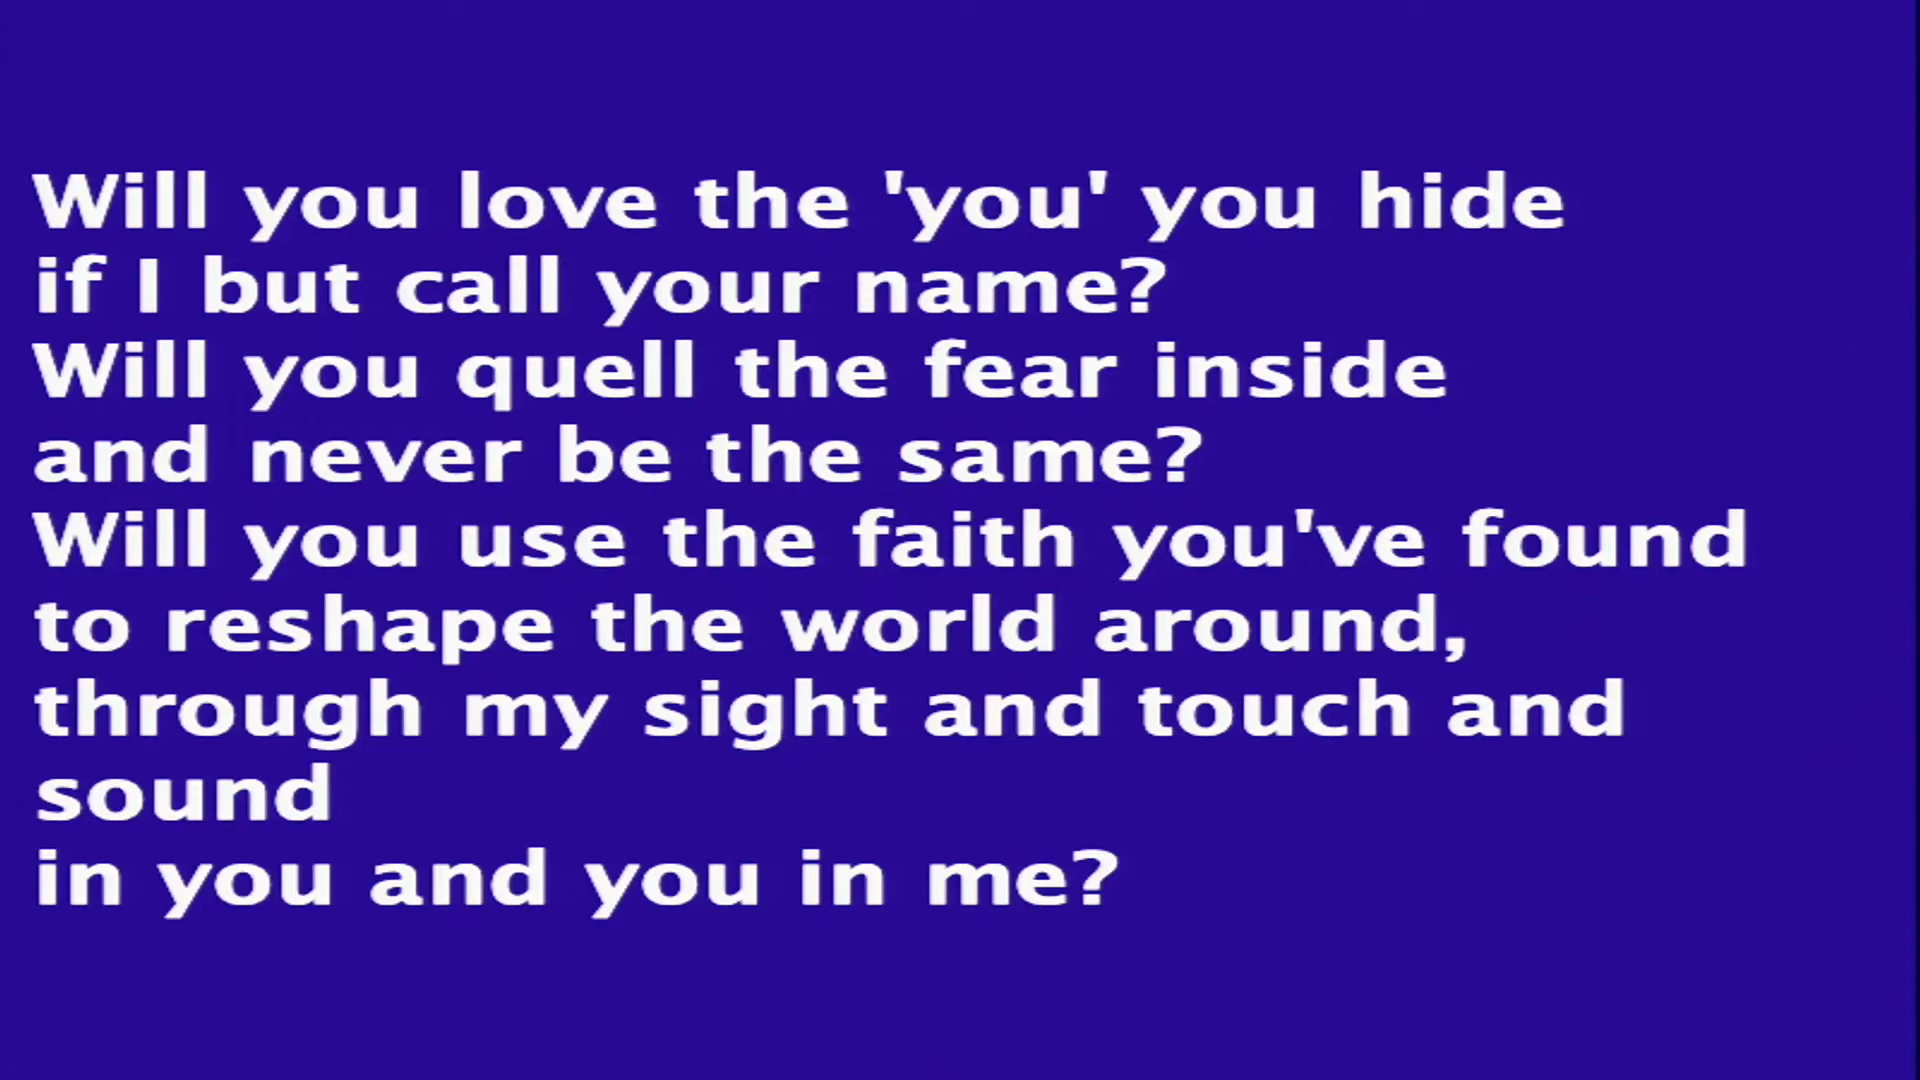 Will you love the 'you' you hide
if I but call your name?
Will you quell the fear inside
and never be the same?
Will you use the faith you've found
to reshape the world around,
through my sight and touch and
sound
in you and you in me?